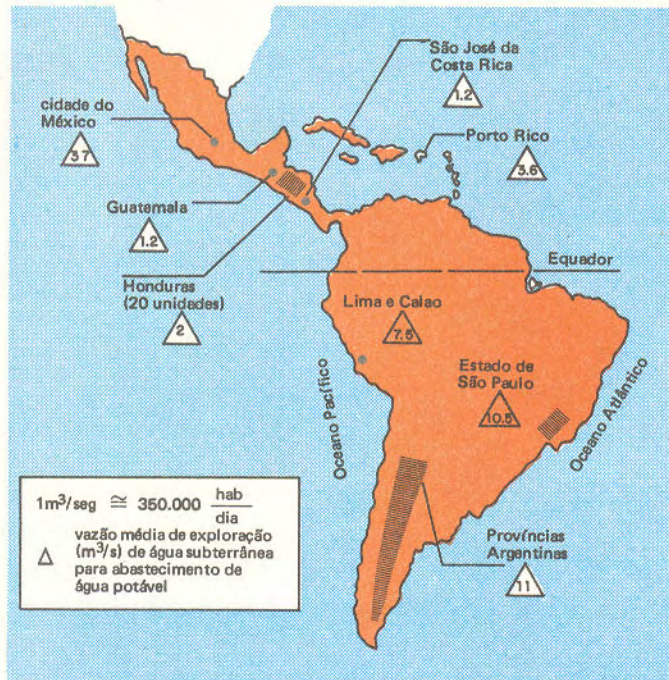 São José da
Costa Rica
1.2
cidade do
México
37
Porto Rico
3.6
Guatemala
1.2
Honduras
(20 unidades)
2
Equador
Lima e Calao
7.5
Estado de
São Paulo
10.5
Oceano Pacífico
Oceano Atlântico
Províncias
Argentinas
11
1m³/seg ≅ 350.000 hab
dia
vazão média de exploração
(m³/s) de água subterrânea
para abastecimento de
água potável